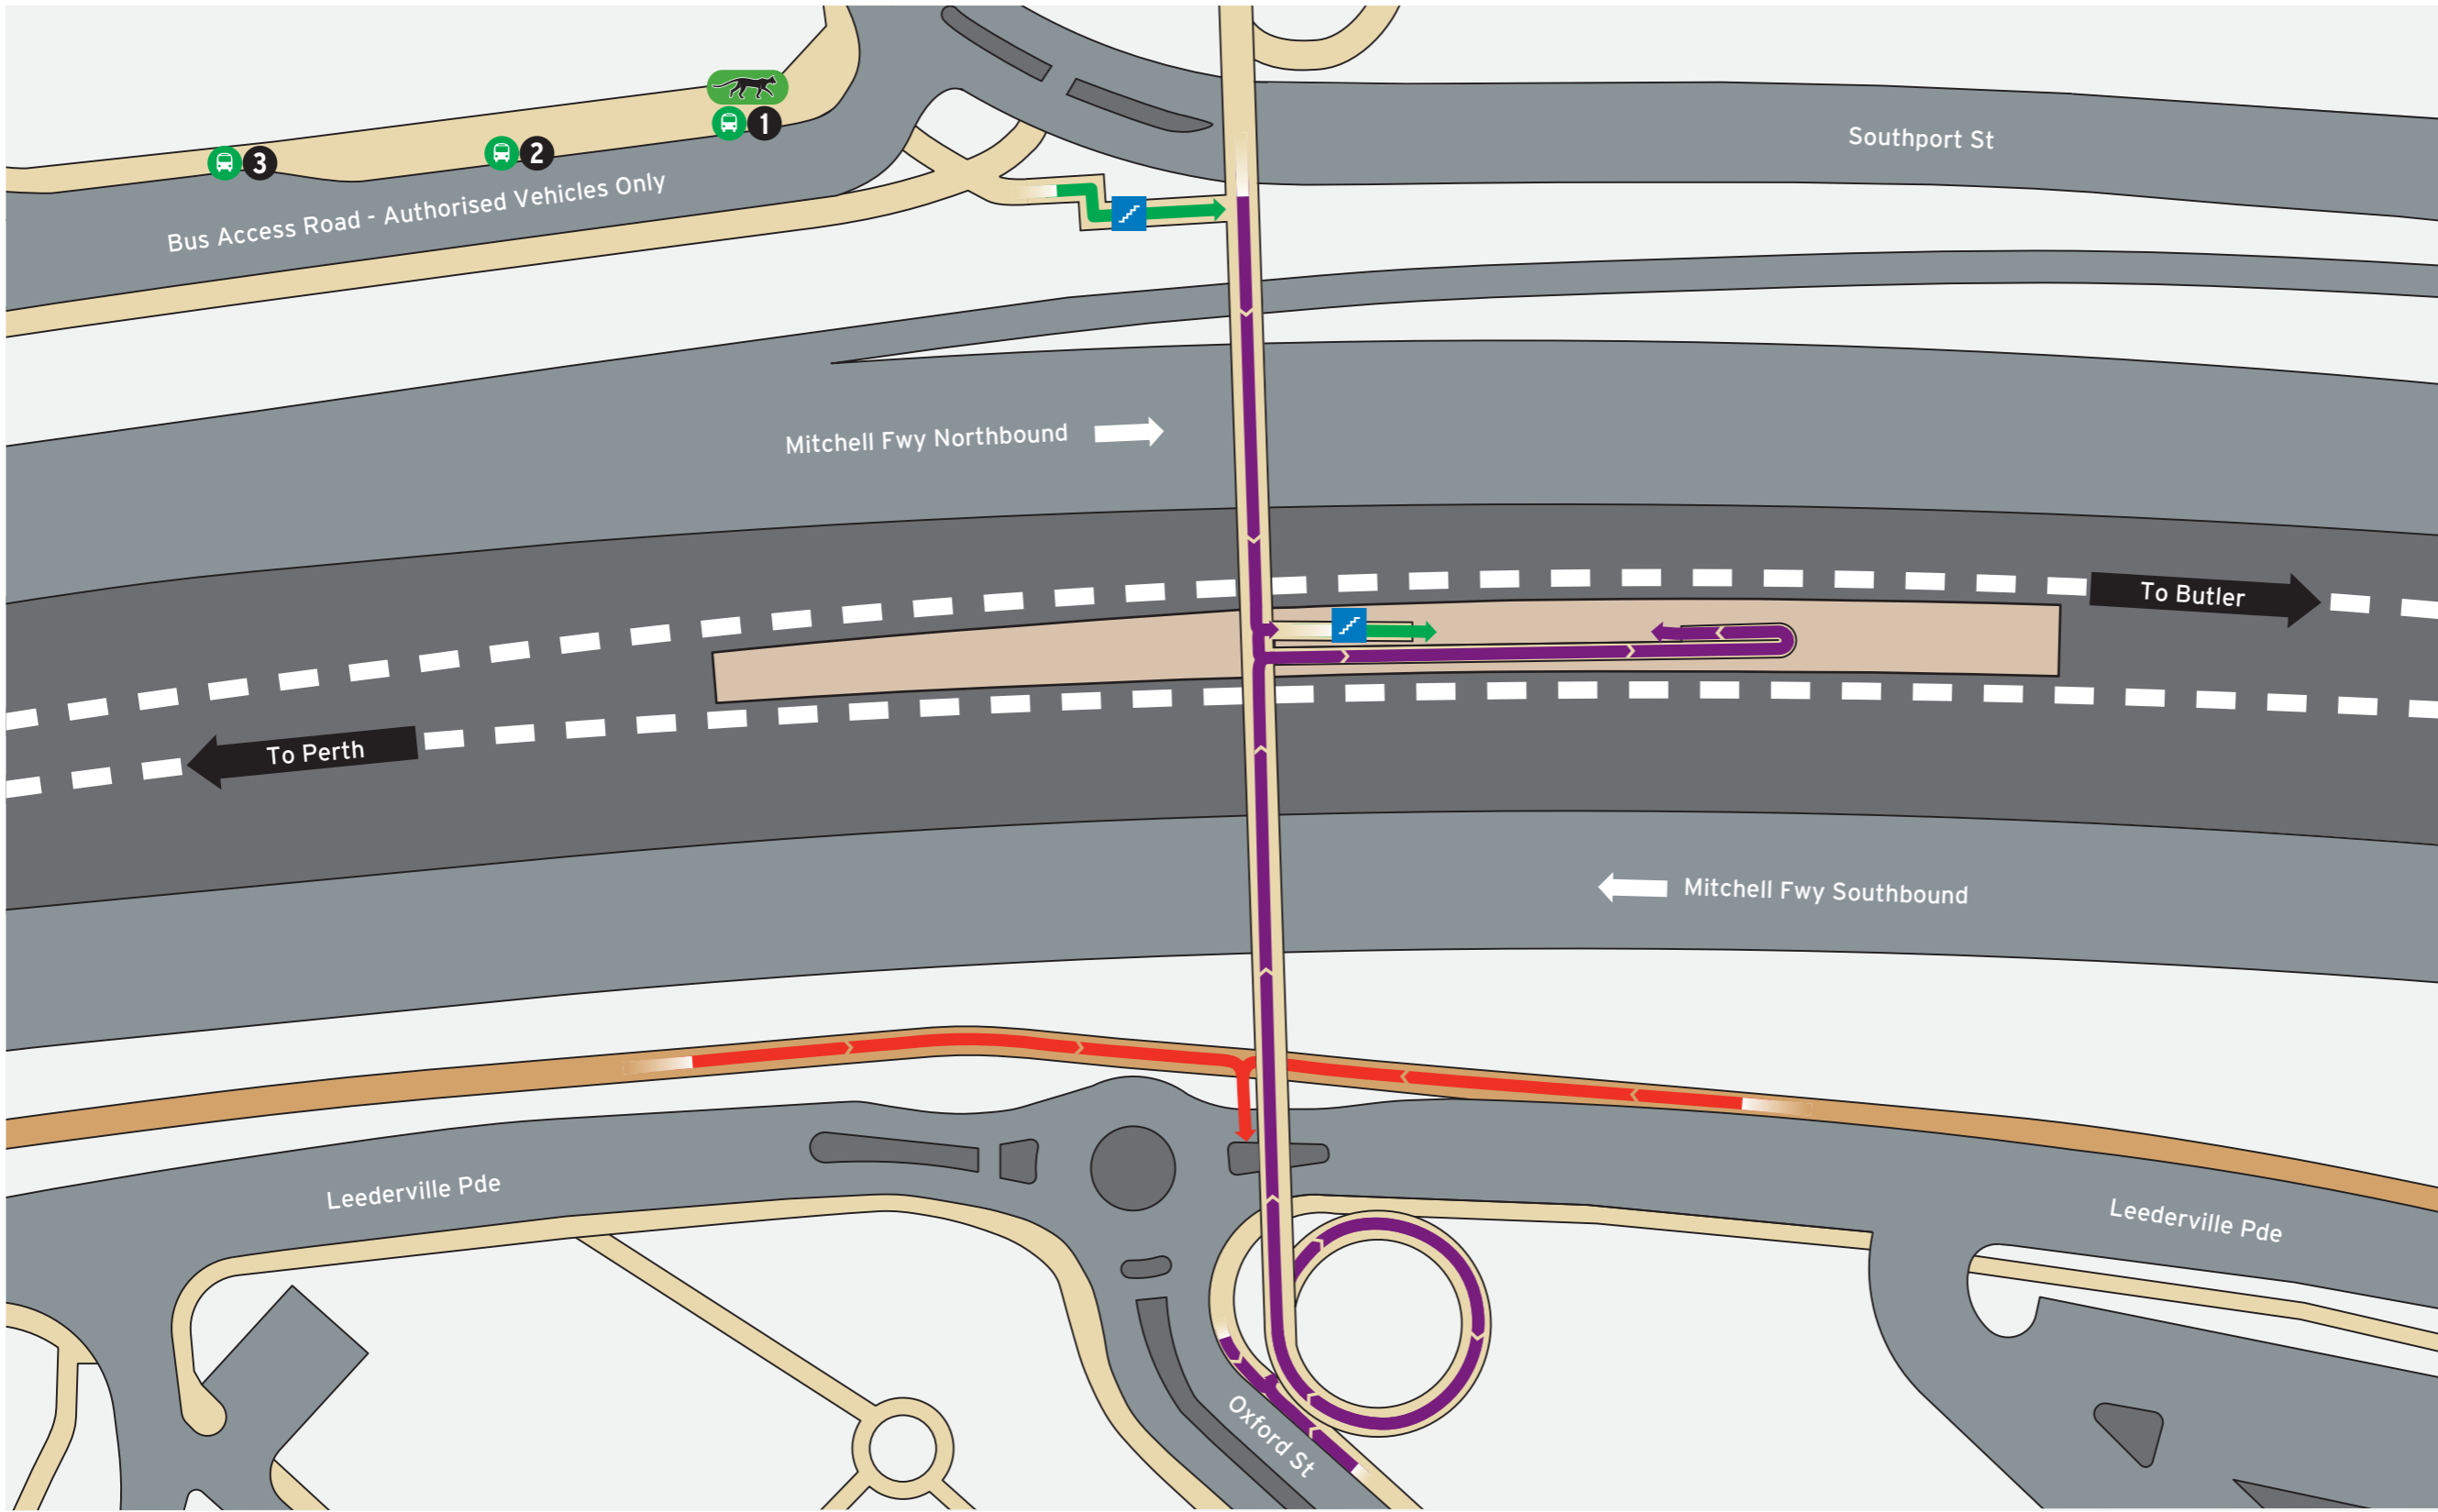 1
2
3
Southport St
Bus Access Road - Authorised Vehicles Only
Mitchell Fwy Northbound
To Butler
To Perth
Mitchell Fwy Southbound
Leederville Pde
Leederville Pde
Oxford St